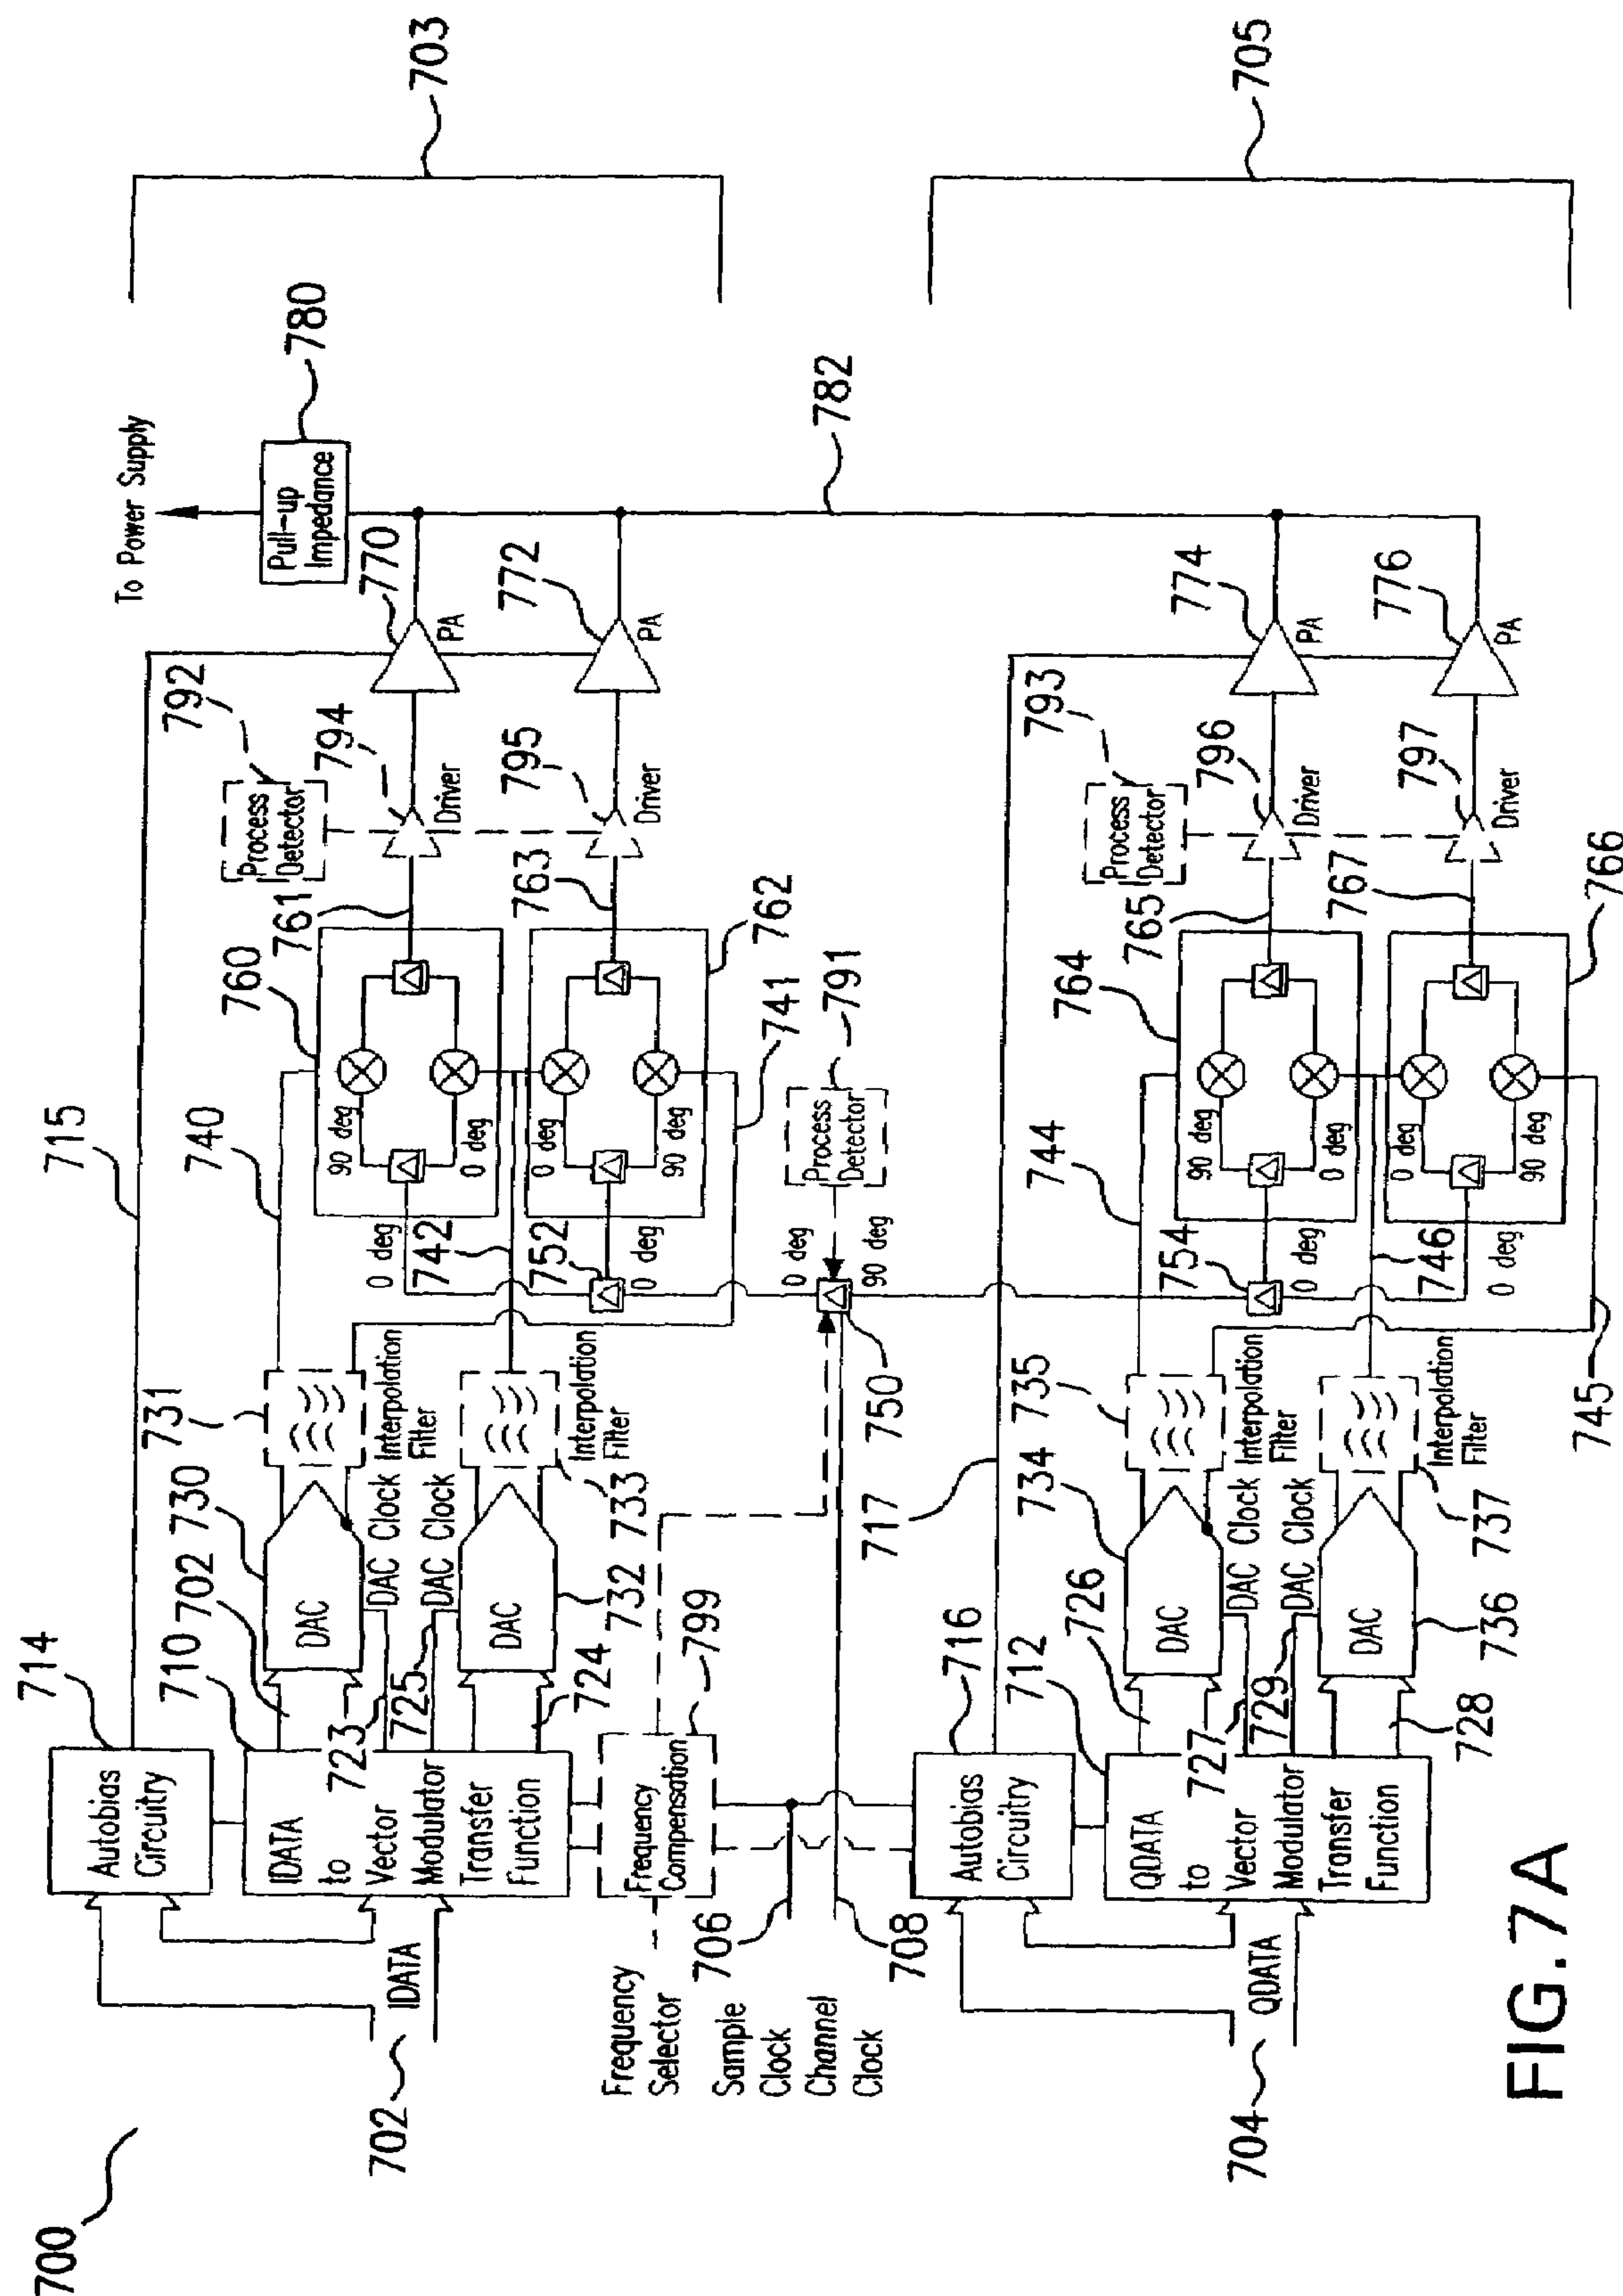 700
702
IDATA
714
Autobias
Circuitry
715
710
IDATA
to
Vector
Modulator
Transfer
Function
702
723
725
724
730
DAC
DAC Clock
DAC Clock
732
DAC
731
Interpolation
Filter
733
Interpolation
Filter
740
742
741
0 deg
752
0 deg
760
90 deg
0 deg
0 deg
90 deg
762
761
763
792
Process
Detector
794
Driver
795
Driver
770
PA
772
PA
To Power Supply
Pull-up
Impedance
780
782
703
Frequency
Selector
Frequency
Compensation
799
706
Sample
Clock
Channel
Clock
708
0 deg
90 deg
750
Process
Detector
791
704
QDATA
716
Autobias
Circuitry
717
712
QDATA
to
Vector
Modulator
Transfer
Function
726
727
729
728
734
DAC
DAC Clock
DAC Clock
736
DAC
735
Interpolation
Filter
737
Interpolation
Filter
744
746
745
754
0 deg
0 deg
764
90 deg
0 deg
0 deg
90 deg
766
765
767
793
Process
Detector
796
Driver
797
Driver
774
PA
776
PA
705
FIG.7A